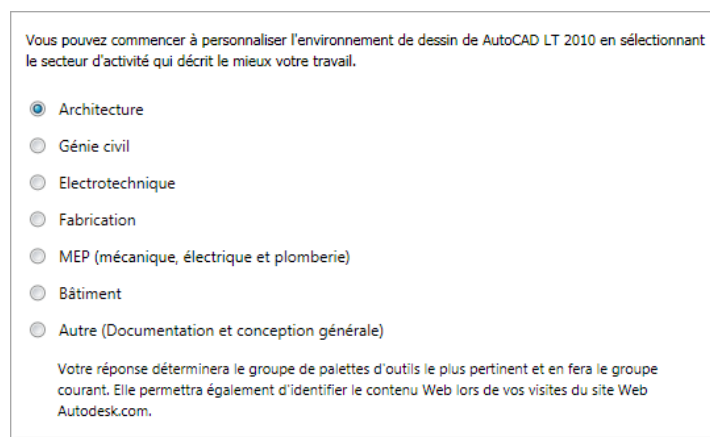 Vous pouvez commencer à personnaliser l'environnement de dessin de AutoCAD LT 2010 en sélectionnant
le secteur d'activité qui décrit le mieux votre travail.
Architecture
Génie civil
Electrotechnique
Fabrication
MEP (mécanique, électrique et plomberie)
Bâtiment
Autre (Documentation et conception générale)
Votre réponse déterminera le groupe de palettes d'outils le plus pertinent et en fera le groupe
courant. Elle permettra également d'identifier le contenu Web lors de vos visites du site Web
Autodesk.com.